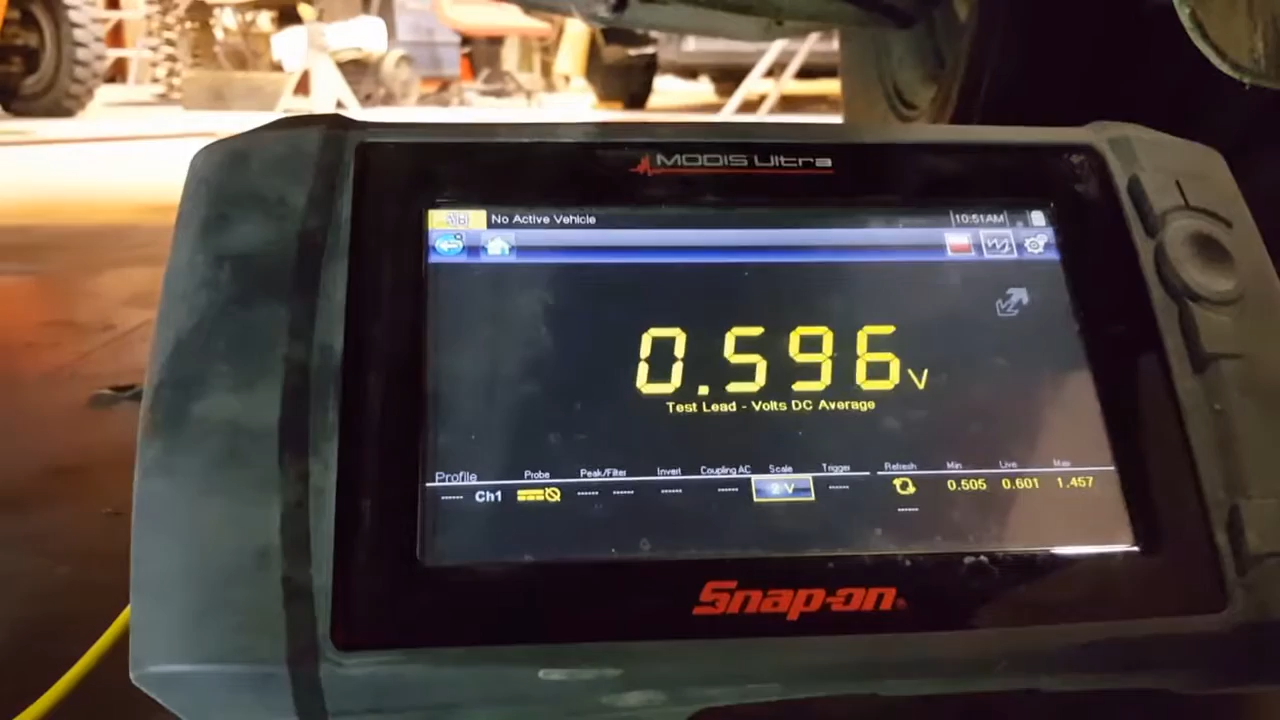 MODIS Ultra
No Active Vehicle 10:51AM
0.596 V
Test Lead - Volts DC Average
Profile Probe Peak/Filter Invert Coupling AC Scale Trigger Refresh Min Live Max
------ Ch1 ------ ------ ------ ------ 2 V ------ 0.505 0.601 1.457
------
Snap-on